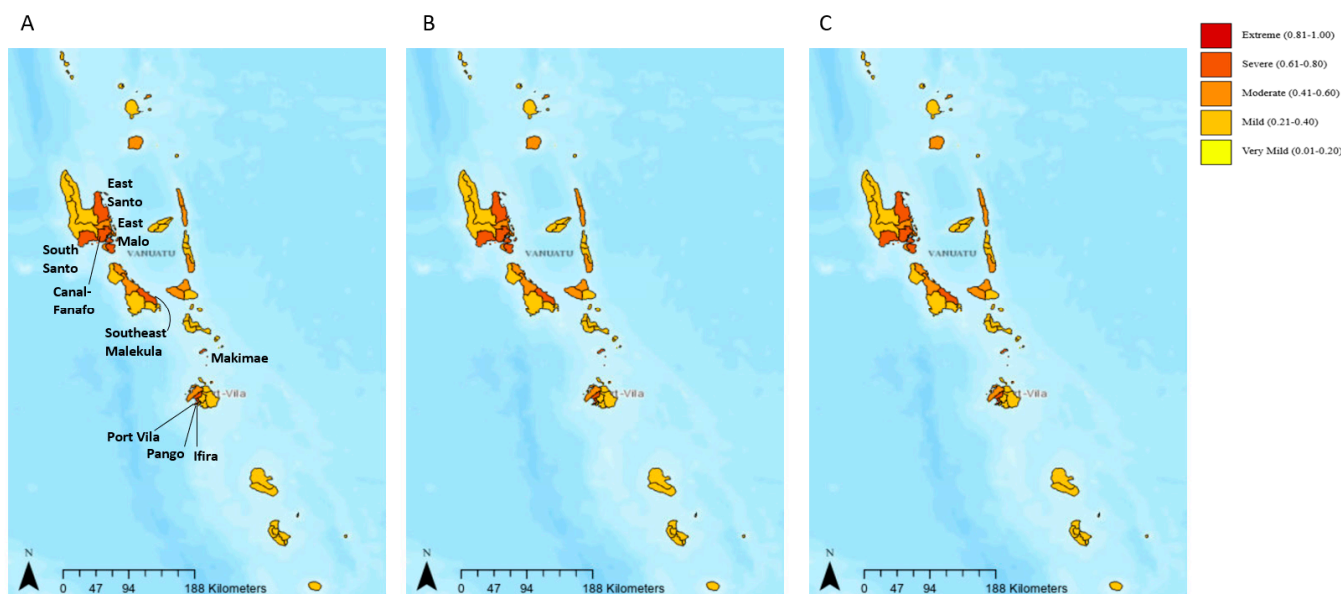 A
B
C
Extreme (0.81-1.00)
Severe (0.61-0.80)
Moderate (0.41-0.60)
Mild (0.21-0.40)
Very Mild (0.01-0.20)
East
Santo
East
Malo
South
Santo
VANUATU
Canal-
Fanafo
Southeast
Malekula
Makimae
t-Vila
Port Vila
Pango
Ifira
N
0 47 94 188 Kilometers
VANUATU
t-Vila
N
0 47 94 188 Kilometers
VANUATU
t-Vila
N
0 47 94 188 Kilometers